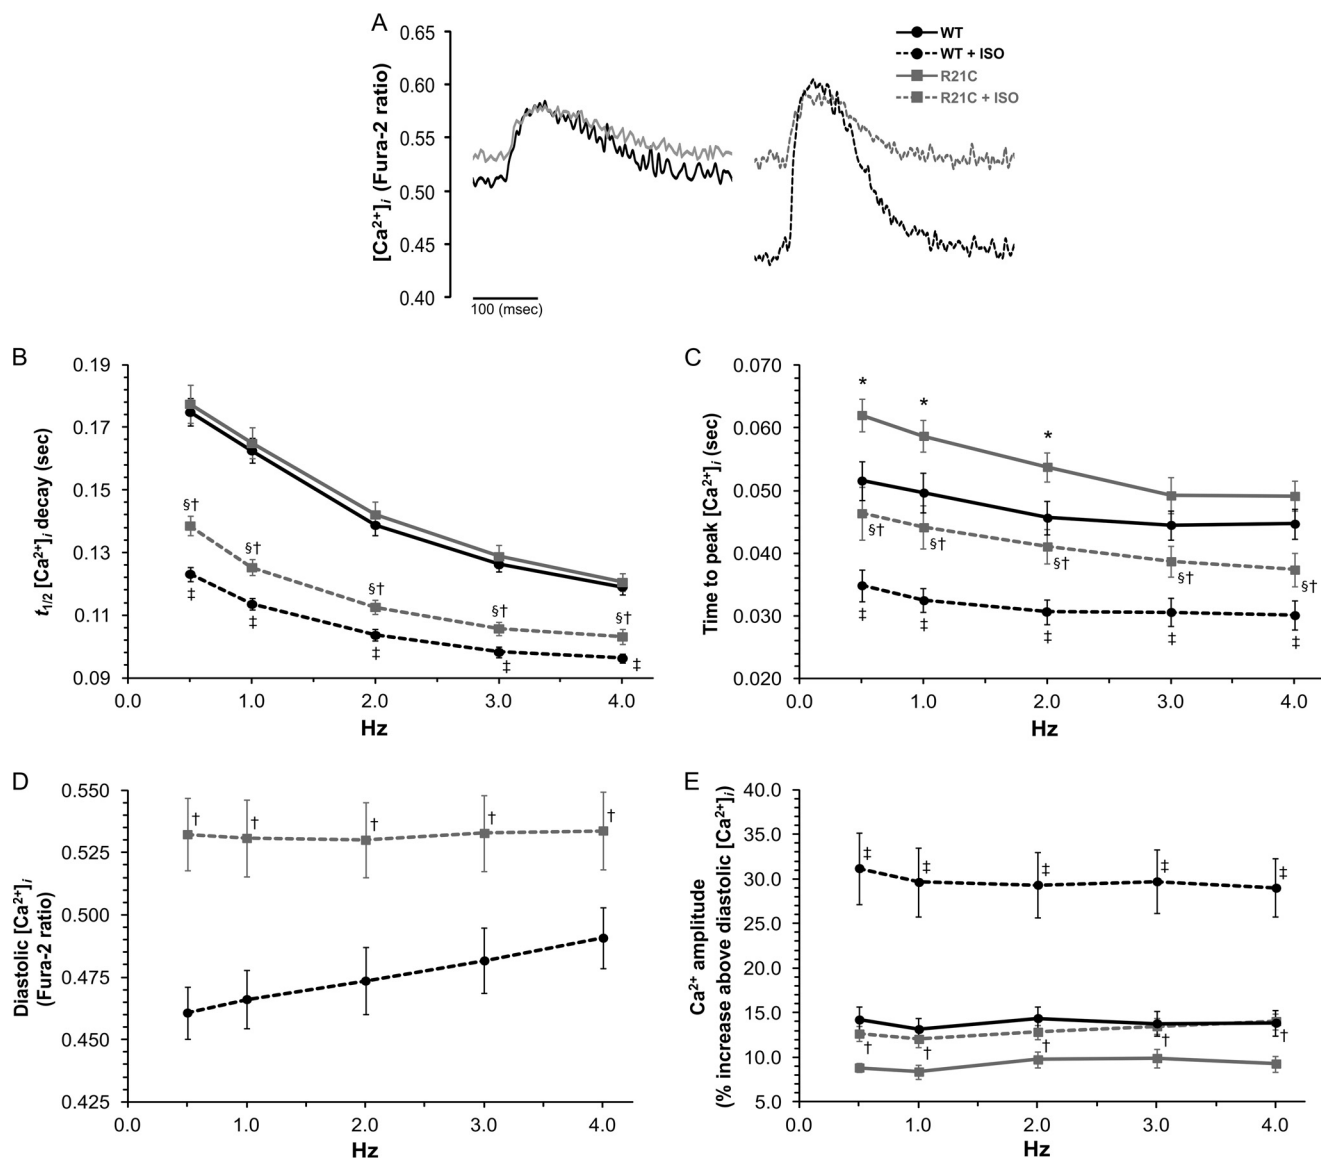 A
0.65
0.60
0.55
0.50
0.45
0.40
[Ca²⁺]ᵢ (Fura-2 ratio)
100 (msec)
WT
WT + ISO
R21C
R21C + ISO
B
0.19
0.17
0.15
0.13
0.11
0.09
t1/2 [Ca²⁺]ᵢ decay (sec)
§† §† §† §† §†
‡ ‡ ‡ ‡ ‡
0.0 1.0 2.0 3.0 4.0
Hz
C
0.070
0.060
0.050
0.040
0.030
0.020
Time to peak [Ca²⁺]ᵢ (sec)
* * *
§† §† §† §† §†
‡ ‡ ‡ ‡ ‡
0.0 1.0 2.0 3.0 4.0
Hz
D
0.550
0.525
0.500
0.475
0.450
0.425
Diastolic [Ca²⁺]ᵢ
(Fura-2 ratio)
† † † † †
0.0 1.0 2.0 3.0 4.0
Hz
E
40.0
35.0
30.0
25.0
20.0
15.0
10.0
5.0
Ca²⁺ amplitude
(% increase above diastolic [Ca²⁺]ᵢ)
‡ ‡ ‡ ‡ ‡
† † † † †
0.0 1.0 2.0 3.0 4.0
Hz